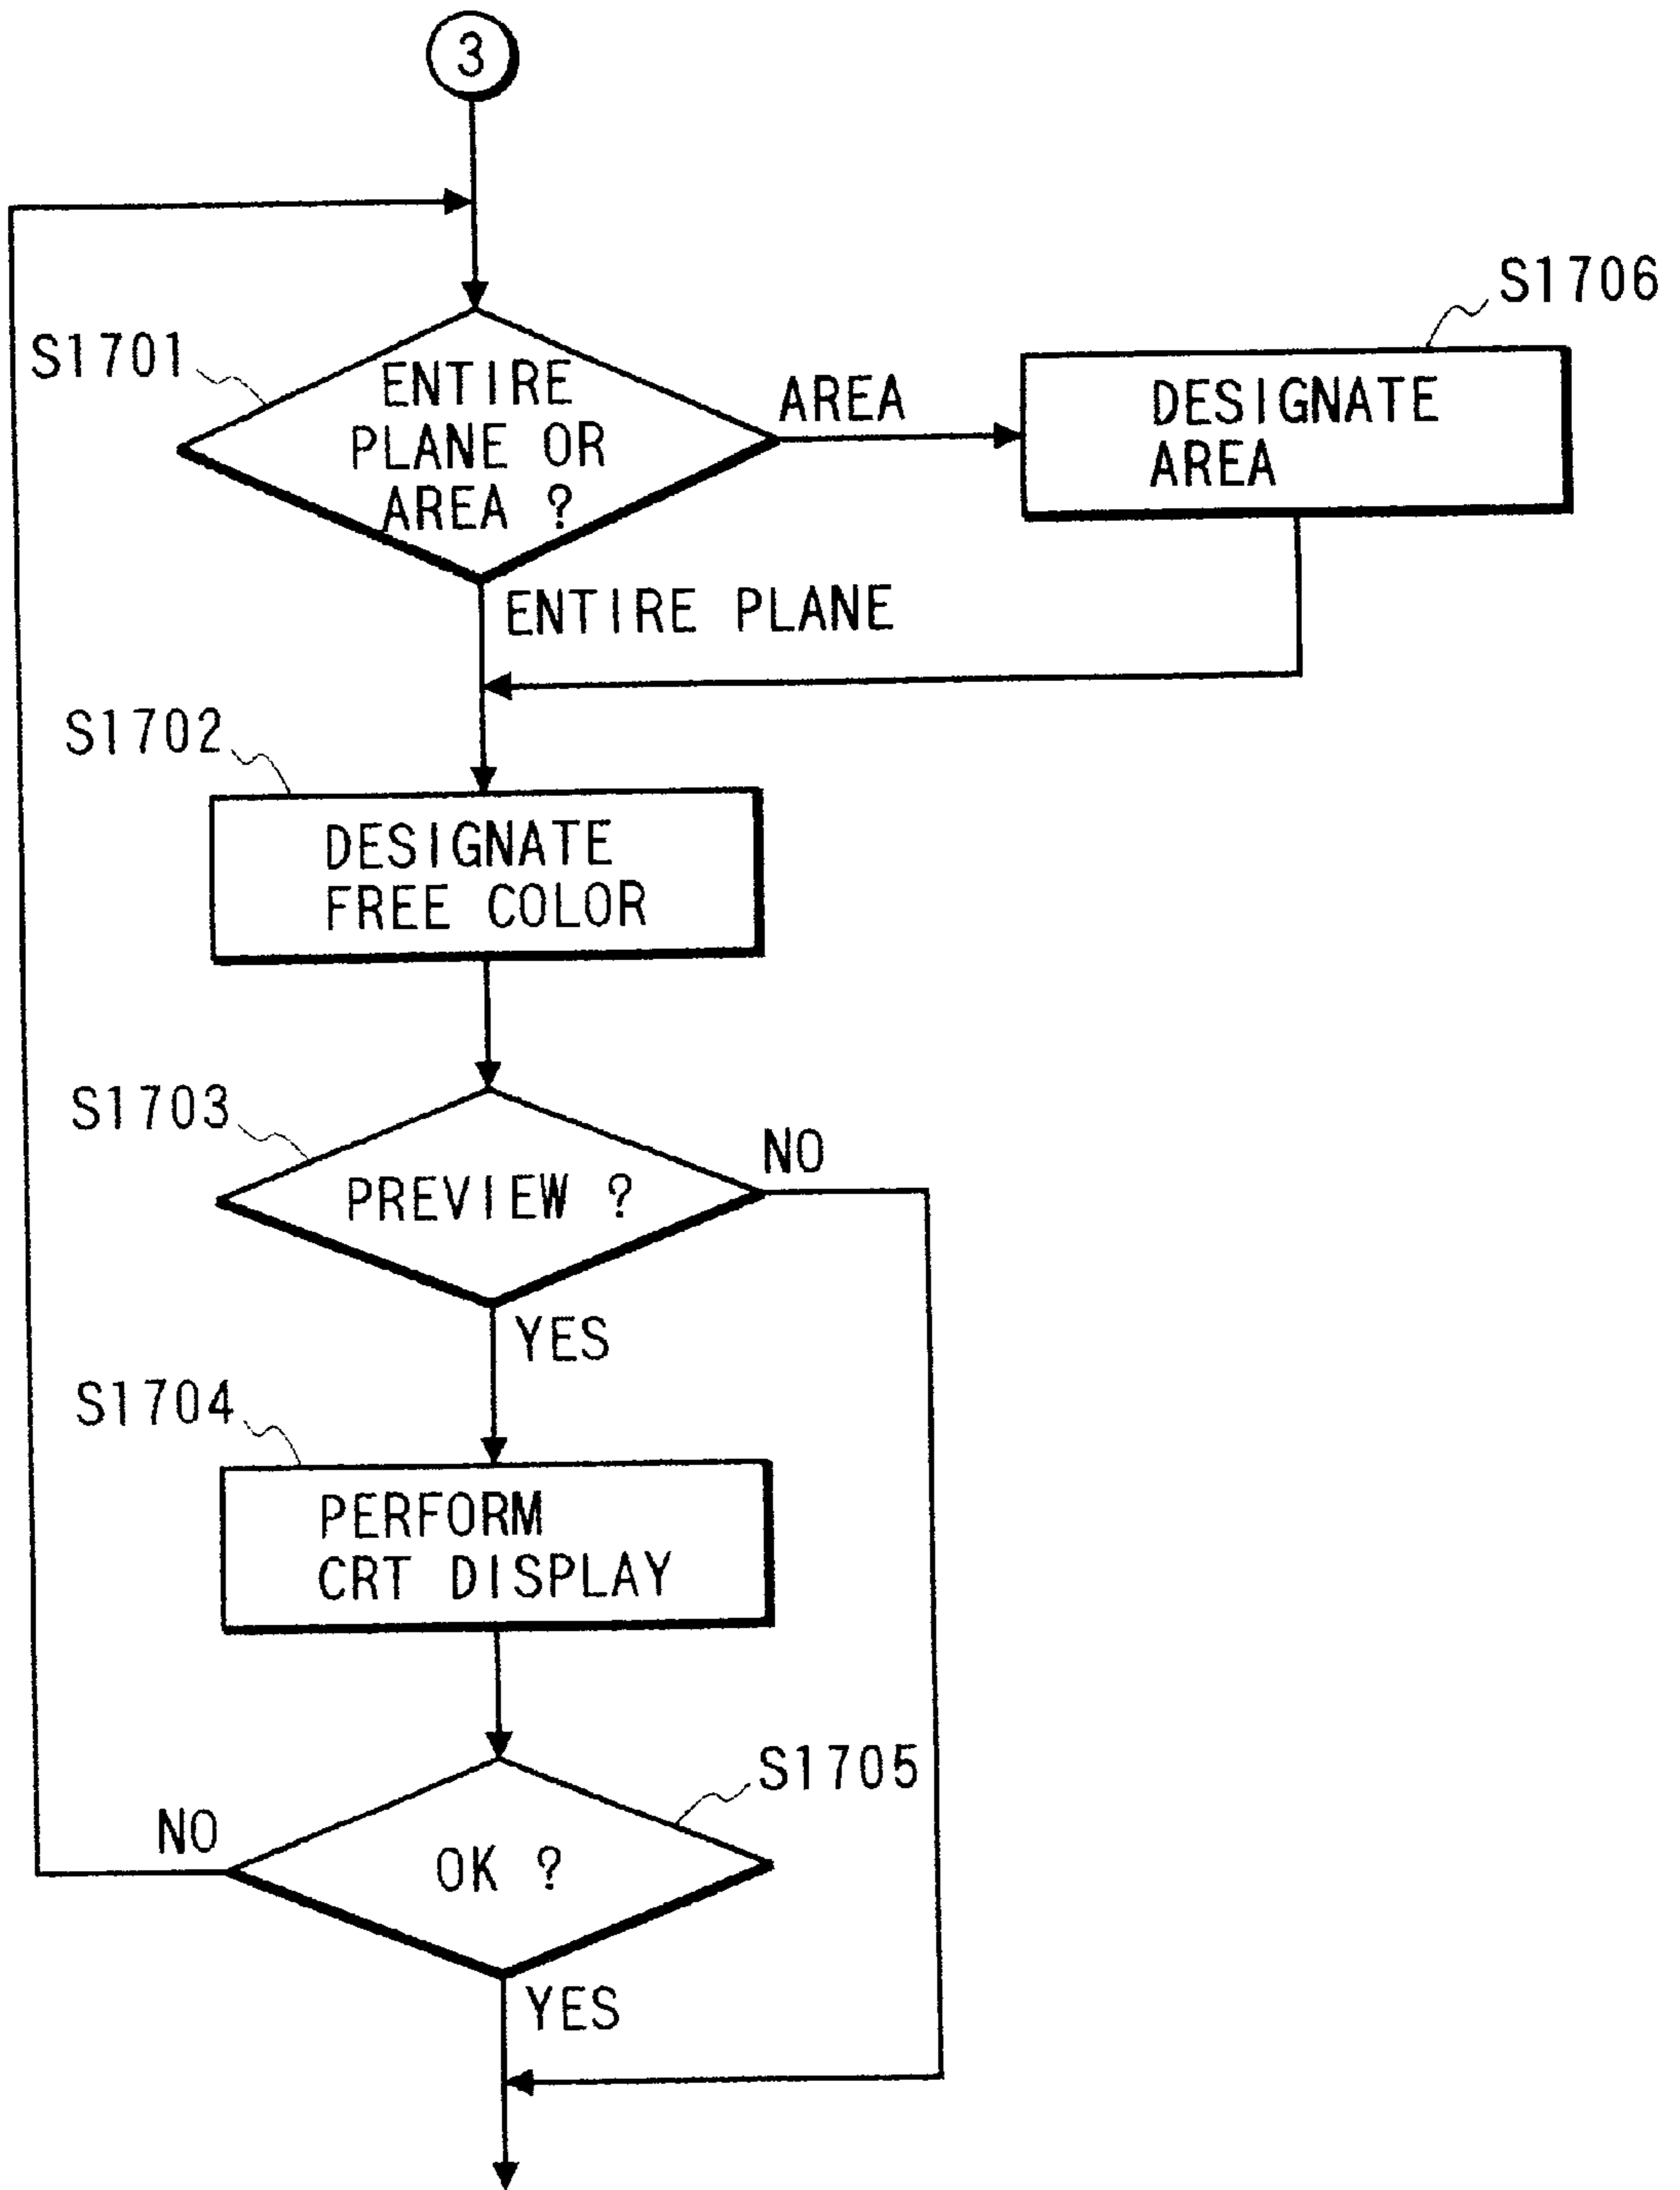 3
S1701
ENTIRE
PLANE OR
AREA ?
AREA
S1706
DESIGNATE
AREA
ENTIRE PLANE
S1702
DESIGNATE
FREE COLOR
S1703
PREVIEW ?
NO
YES
S1704
PERFORM
CRT DISPLAY
S1705
OK ?
NO
YES